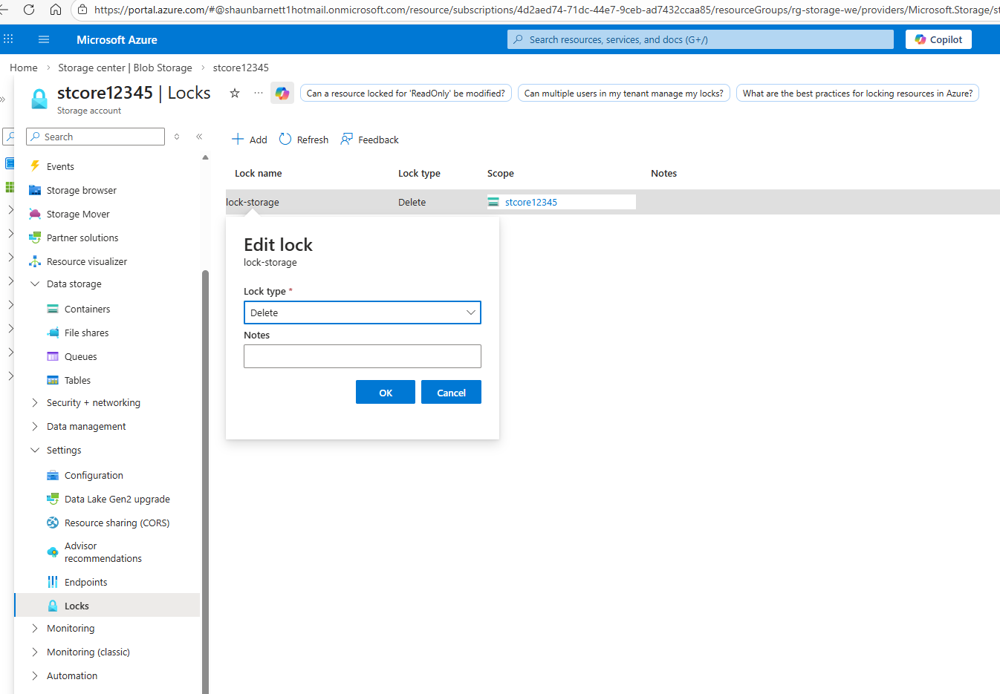 https://portal.azure.com/#@shaunbarnett1hotmail.onmicrosoft.com/resource/subscriptions/4d2aed74-71dc-44e7-9ceb-ad7432ccaa85/resourceGroups/rg-storage-we/providers/Microsoft.Storage/st
Microsoft Azure
Search resources, services, and docs (G+/)
Copilot
Home > Storage center | Blob Storage > stcore12345
stcore12345 | Locks
Storage account
Can a resource locked for 'ReadOnly' be modified?
Can multiple users in my tenant manage my locks?
What are the best practices for locking resources in Azure?
Search
Add
Refresh
Feedback
Events
Storage browser
Storage Mover
Partner solutions
Resource visualizer
Data storage
Containers
File shares
Queues
Tables
Security + networking
Data management
Settings
Configuration
Data Lake Gen2 upgrade
Resource sharing (CORS)
Advisor
recommendations
Endpoints
Locks
Monitoring
Monitoring (classic)
Automation
Lock name Lock type Scope Notes
lock-storage Delete stcore12345
Edit lock
lock-storage
Lock type *
Delete
Notes
OK
Cancel